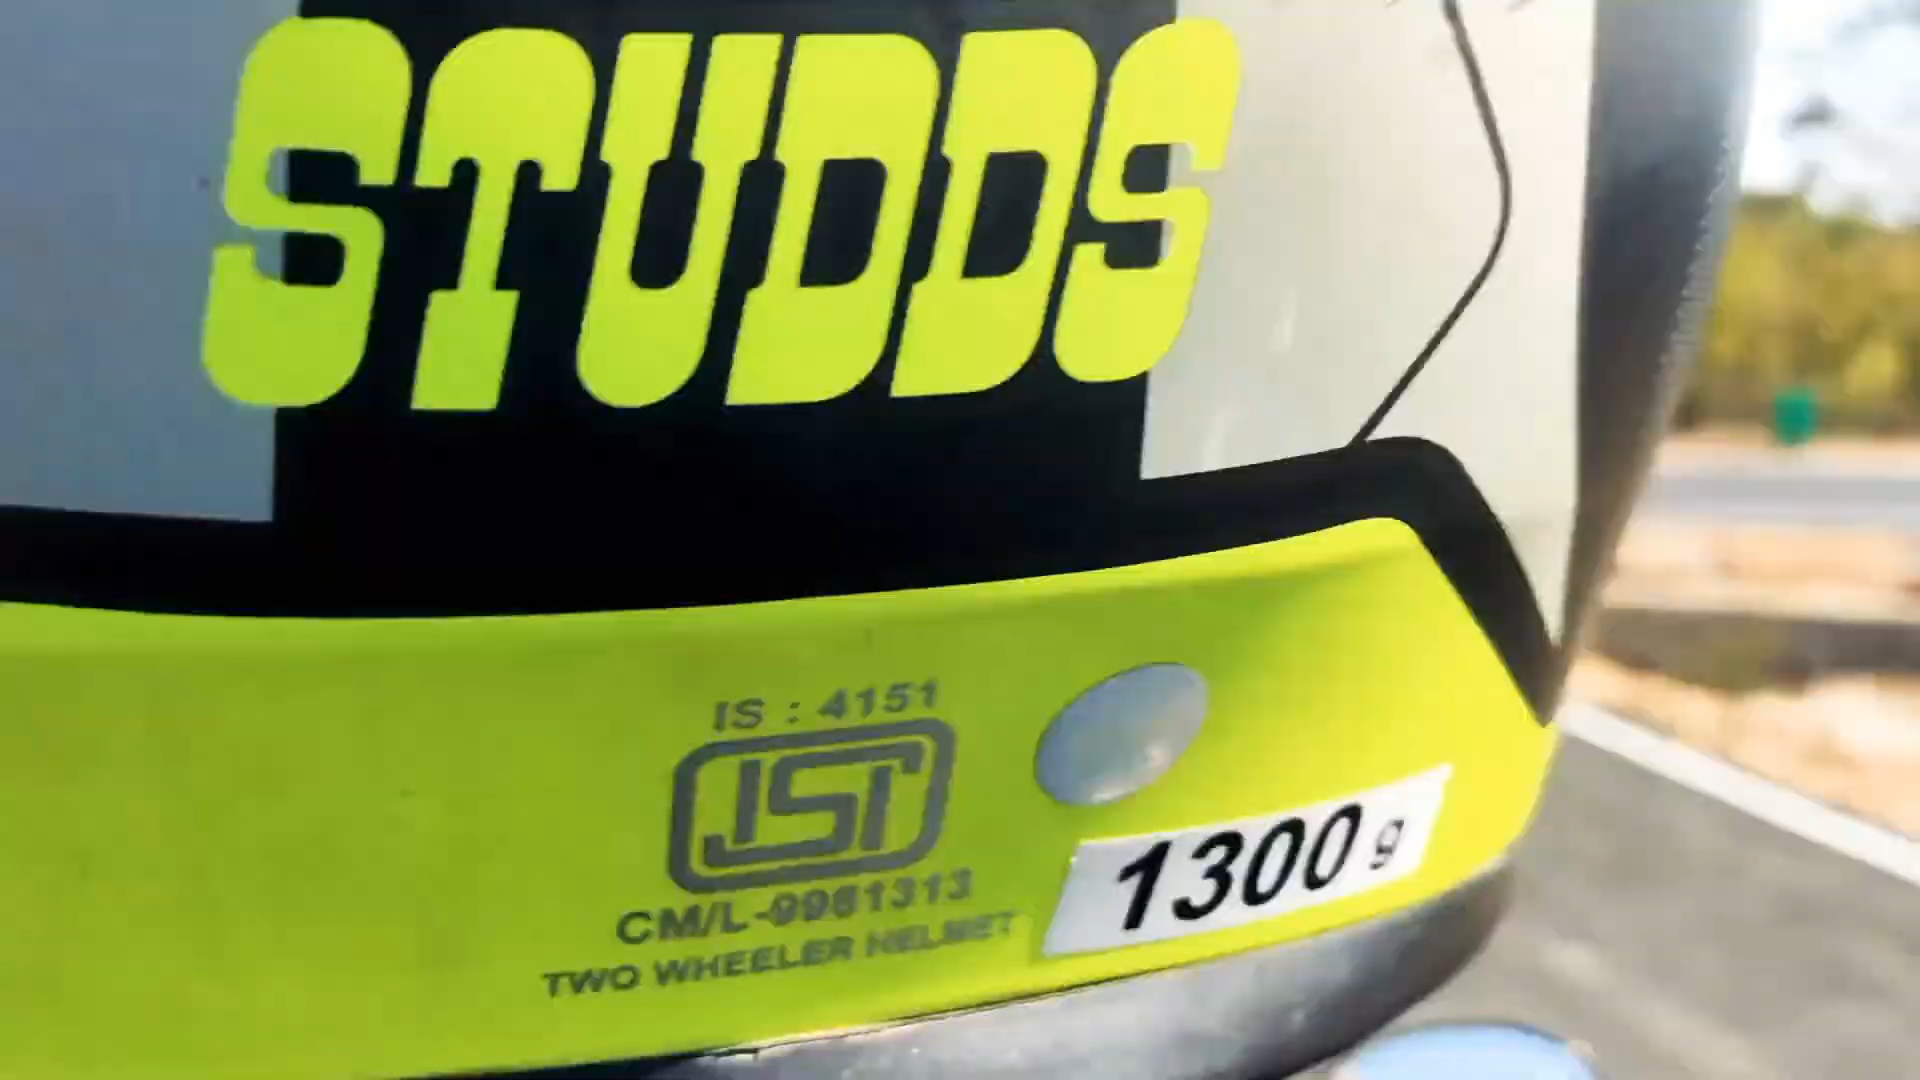 STUDDS
IS : 4151
ISI
CM/L-9961313
TWO WHEELER HELMET
1300 g